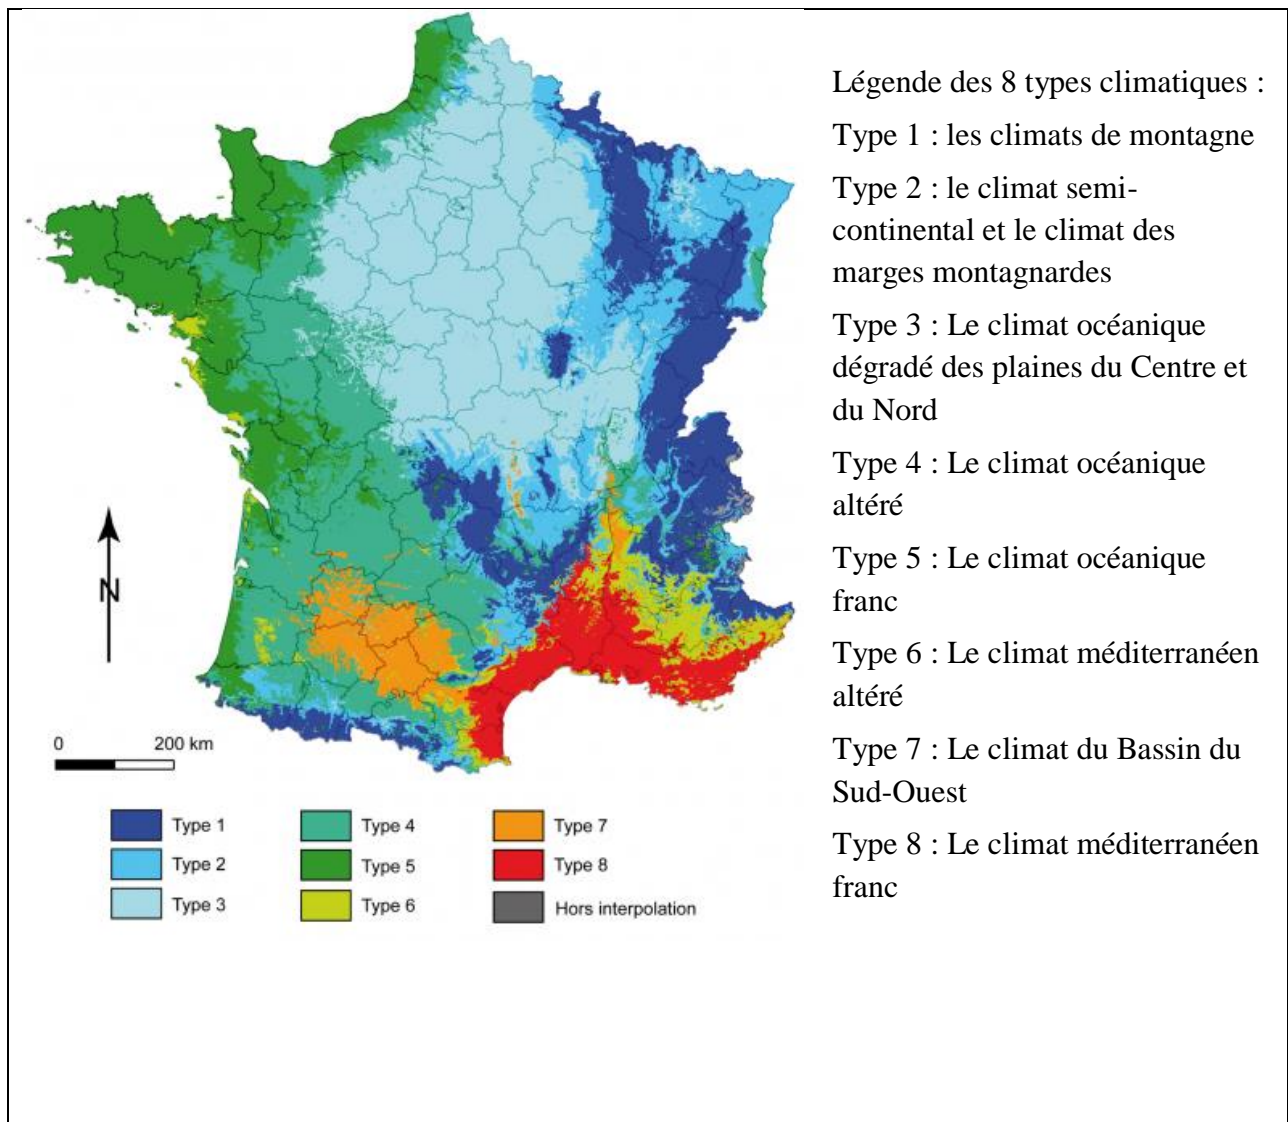 Légende des 8 types climatiques :
Type 1 : les climats de montagne
Type 2 : le climat semi-
continental et le climat des
marges montagnardes
Type 3 : Le climat océanique
dégradé des plaines du Centre et
du Nord
Type 4 : Le climat océanique
altéré
Type 5 : Le climat océanique
franc
Type 6 : Le climat méditerranéen
altéré
Type 7 : Le climat du Bassin du
Sud-Ouest
Type 8 : Le climat méditerranéen
franc
N
0 200 km
Type 1
Type 2
Type 3
Type 4
Type 5
Type 6
Type 7
Type 8
Hors interpolation